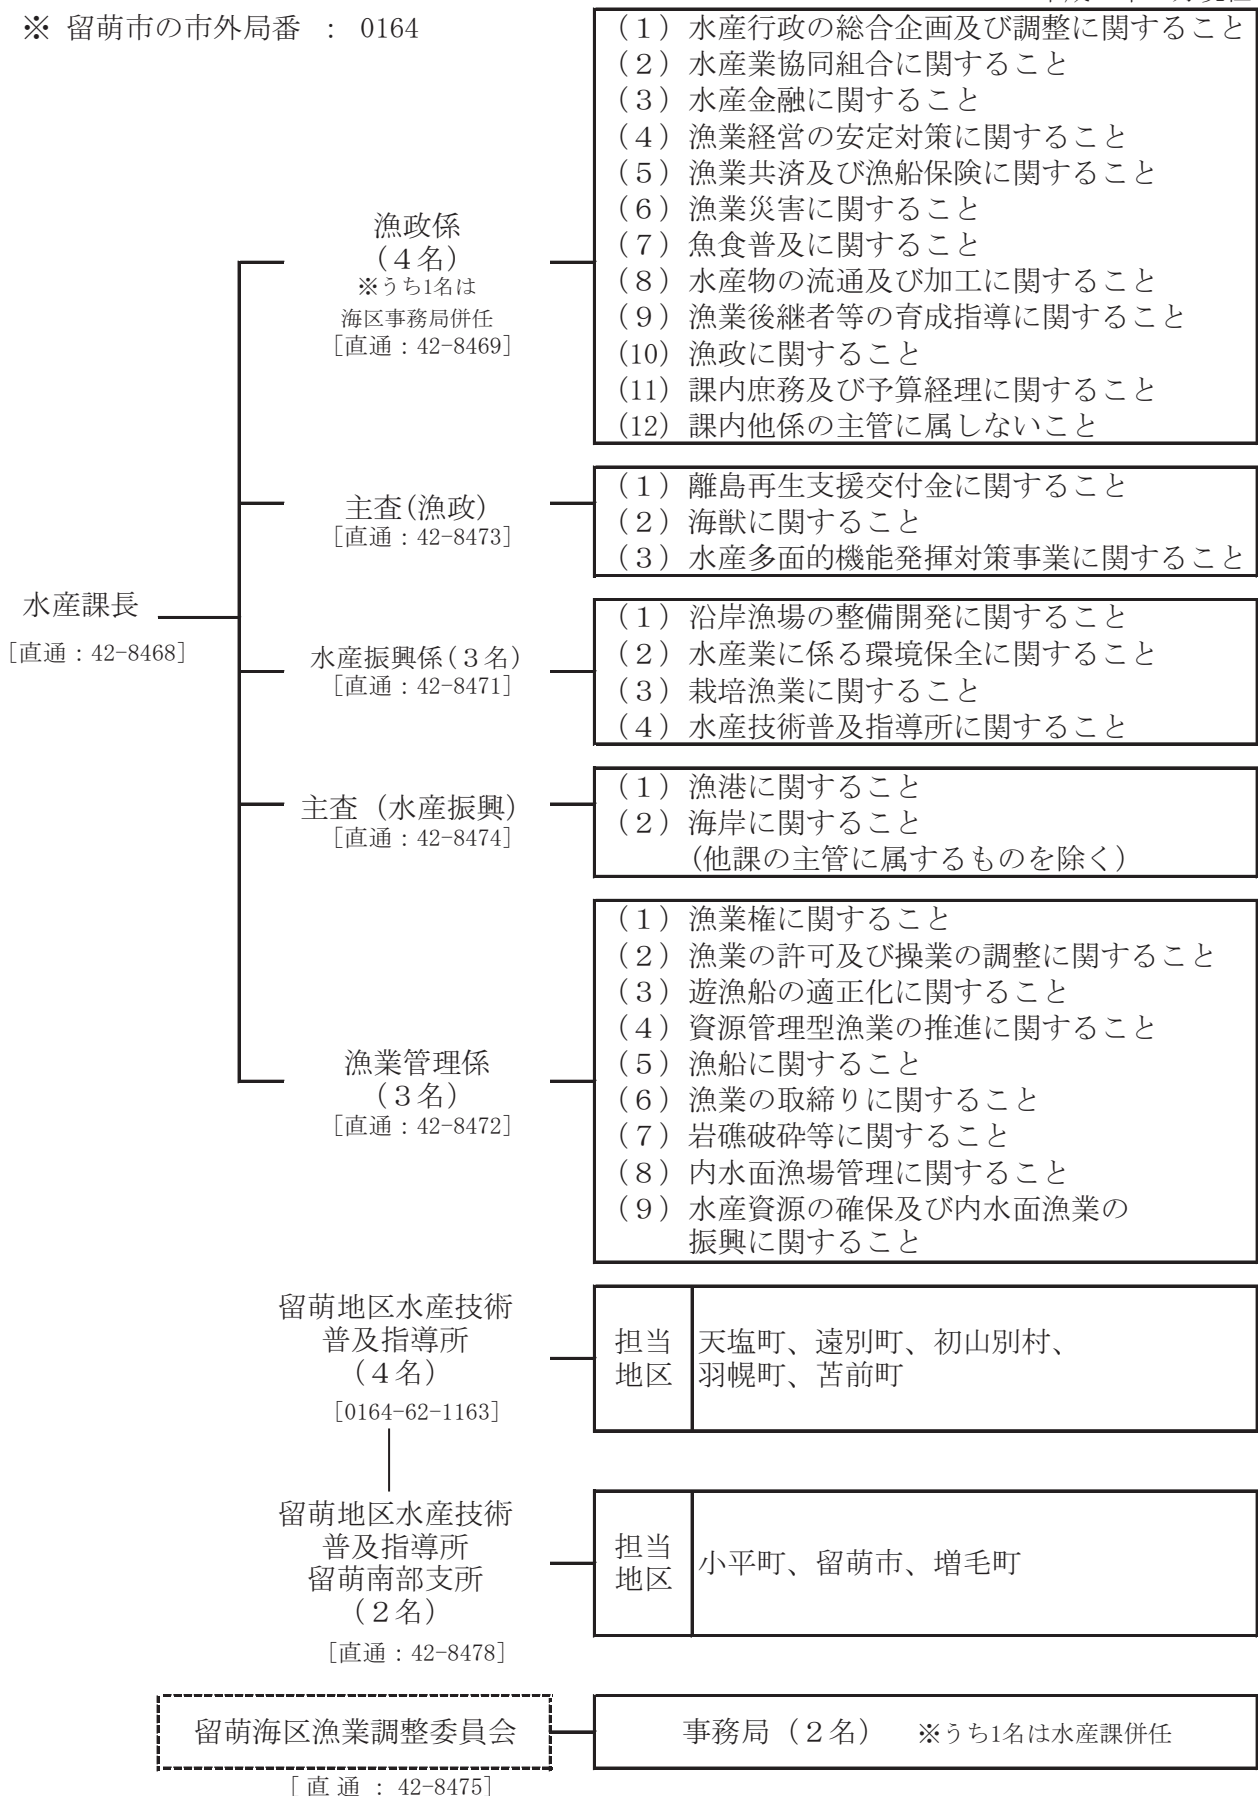 ※ 留萌市の市外局番 ： 0164
（１）水産行政の総合企画及び調整に関すること
（２）水産業協同組合に関すること
（３）水産金融に関すること
（４）漁業経営の安定対策に関すること
（５）漁業共済及び漁船保険に関すること
（６）漁業災害に関すること
（７）魚食普及に関すること
（８）水産物の流通及び加工に関すること
（９）漁業後継者等の育成指導に関すること
(10）漁政に関すること
(11）課内庶務及び予算経理に関すること
(12）課内他係の主管に属しないこと
漁政係
（４名）
※うち1名は
海区事務局併任
［直通：42-8469］
主査(漁政)
［直通：42-8473］
（１）離島再生支援交付金に関すること
（２）海獣に関すること
（３）水産多面的機能発揮対策事業に関すること
水産課長
［直通：42-8468］
水産振興係(３名)
［直通：42-8471］
（１）沿岸漁場の整備開発に関すること
（２）水産業に係る環境保全に関すること
（３）栽培漁業に関すること
（４）水産技術普及指導所に関すること
主査（水産振興）
［直通：42-8474］
（１）漁港に関すること
（２）海岸に関すること
（他課の主管に属するものを除く）
漁業管理係
（３名）
［直通：42-8472］
（１）漁業権に関すること
（２）漁業の許可及び操業の調整に関すること
（３）遊漁船の適正化に関すること
（４）資源管理型漁業の推進に関すること
（５）漁船に関すること
（６）漁業の取締りに関すること
（７）岩礁破砕等に関すること
（８）内水面漁場管理に関すること
（９）水産資源の確保及び内水面漁業の
振興に関すること
留萌地区水産技術
普及指導所
（４名）
［0164-62-1163］
担当
地区
天塩町、遠別町、初山別村、
羽幌町、苫前町
留萌地区水産技術
普及指導所
留萌南部支所
（２名）
［直通：42-8478］
担当
地区
小平町、留萌市、増毛町
留萌海区漁業調整委員会
［直通：42-8475］
事務局（２名） ※うち1名は水産課併任